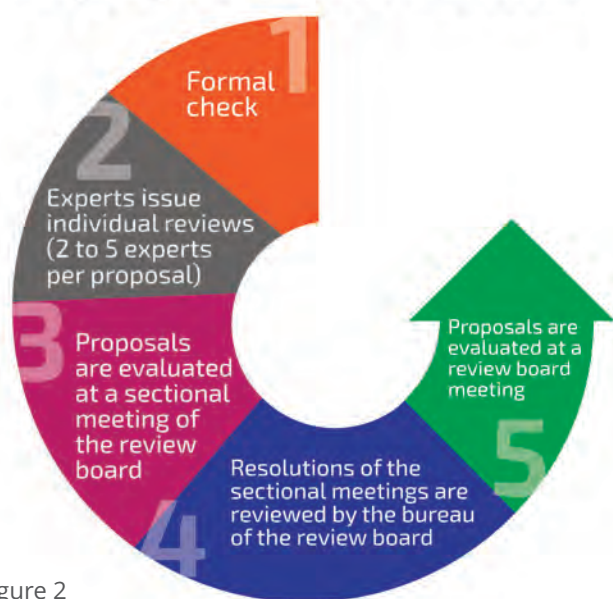 1
Formal
check
2
Experts issue
individual reviews
(2 to 5 experts
per proposal)
3
Proposals
are evaluated
at a sectional
meeting of
the review
board
4
Resolutions of the
sectional meetings are
reviewed by the bureau
of the review board
5
Proposals are
evaluated at a
review board
meeting
gure 2